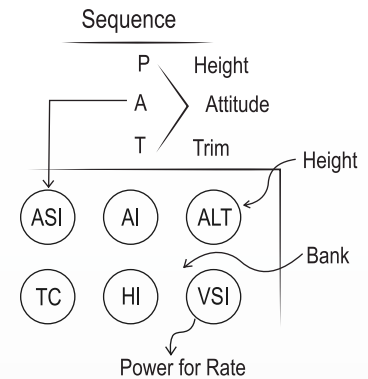 Sequence
P Height
A Attitude
T Trim
Height
ASI AI ALT
Bank
TC HI VSI
Power for Rate